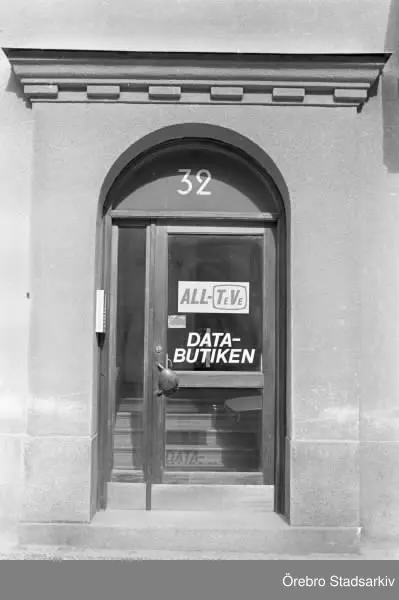 32
ALL-TeVe
DATA-
BUTIKEN
DATA-
Örebro Stadsarkiv